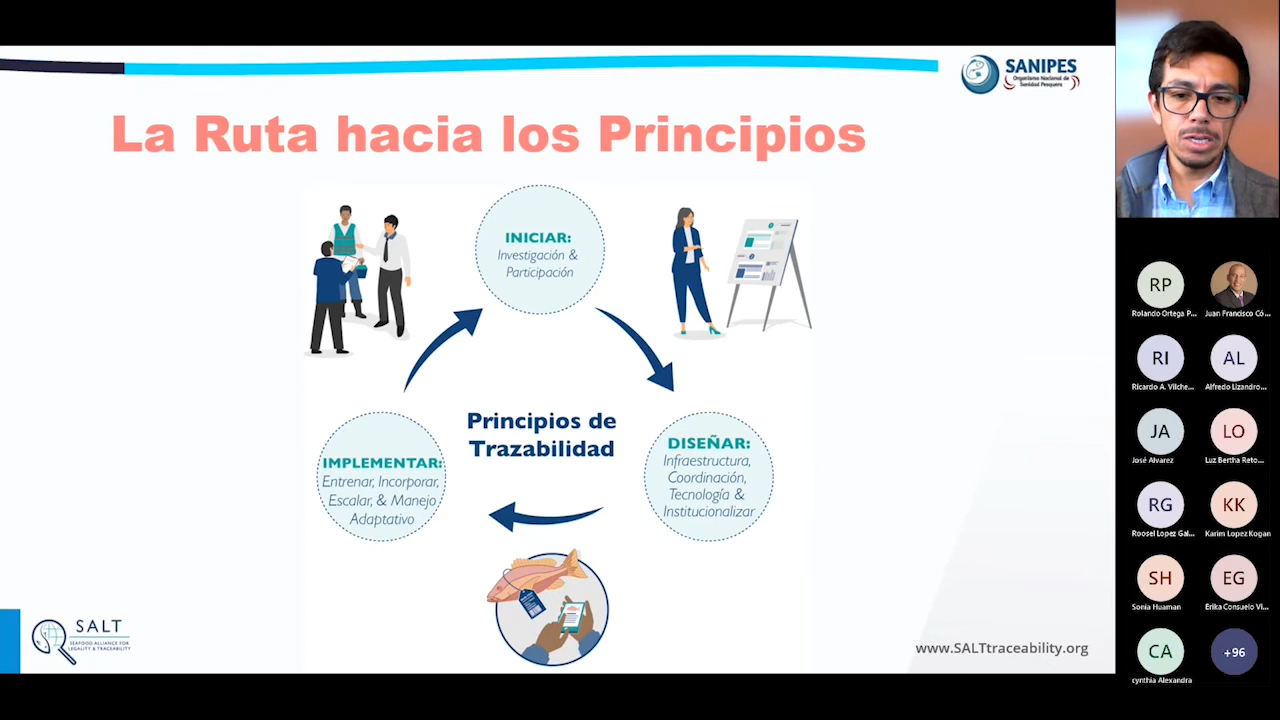 SANIPES
Organismo Nacional de
Sanidad Pesquera
La Ruta hacia los Principios
INICIAR:
Investigación &
Participación
Principios de
Trazabilidad
DISEÑAR:
Infraestructura,
Coordinación,
Tecnología &
Institucionalizar
IMPLEMENTAR:
Entrenar, Incorporar,
Escalar, & Manejo
Adaptativo
SALT
SEAFOOD ALLIANCE FOR
LEGALITY & TRACEABILITY
www.SALTtraceability.org
RP
Rolando Ortega P...
Juan Francisco Có...
RI
Ricardo A. Vilche...
AL
Alfredo Lizandro...
JA
José Alvarez
LO
Luz Bertha Reto...
RG
Roosel Lopez Gal...
KK
Karim Lopez Kogan
SH
Sonia Huaman
EG
Erika Consuelo Vi...
CA
cynthia Alexandra
+96